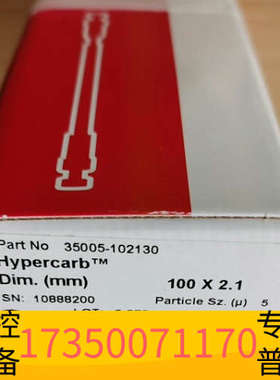 Part No 35005-102130
Hypercarb™
Dim. (mm) 100 X 2.1
SN: 10888200 Particle Sz. (µ) 5
控 专
备 17350071170 普